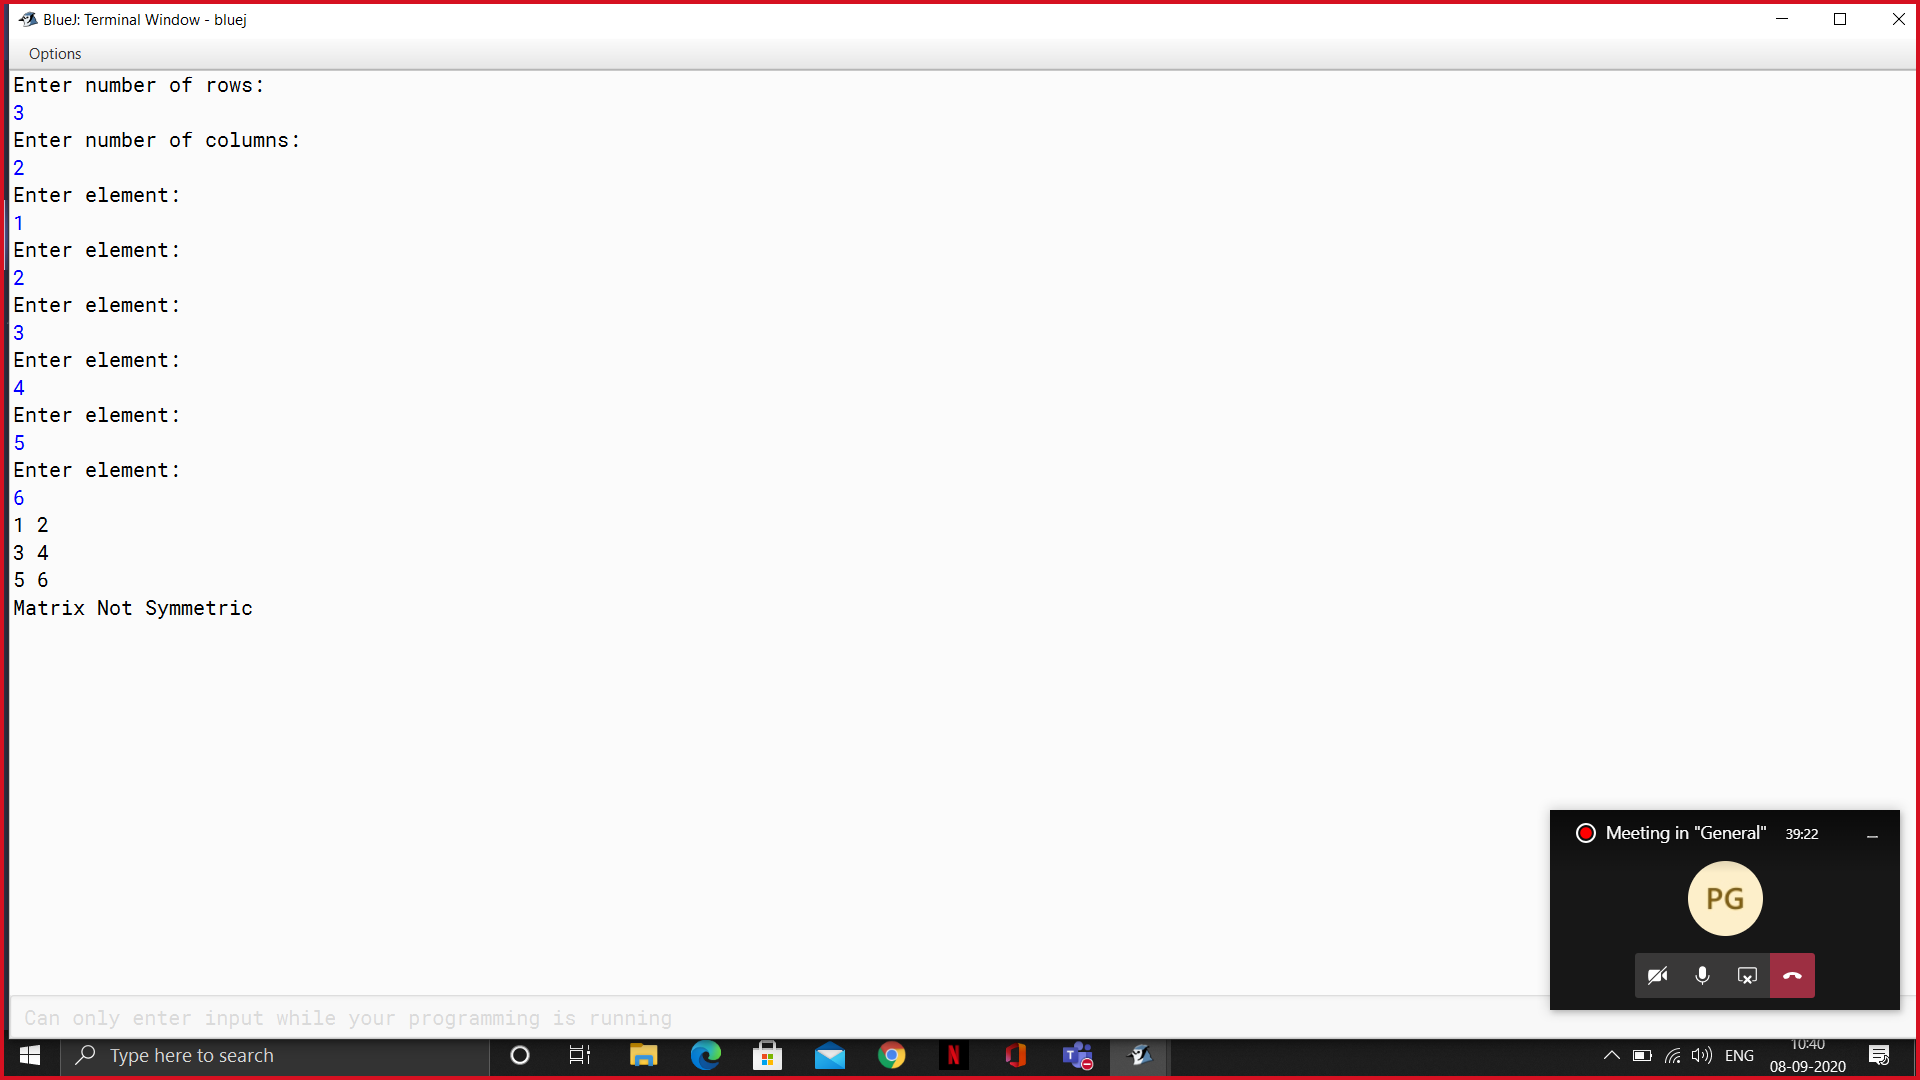 BlueJ: Terminal Window - bluej
Options
Enter number of rows:
3
Enter number of columns:
2
Enter element:
1
Enter element:
2
Enter element:
3
Enter element:
4
Enter element:
5
Enter element:
6
1 2
3 4
5 6
Matrix Not Symmetric
Meeting in "General" 39:22
PG
Can only enter input while your programming is running
Type here to search
N
T
ENG
10:40
08-09-2020